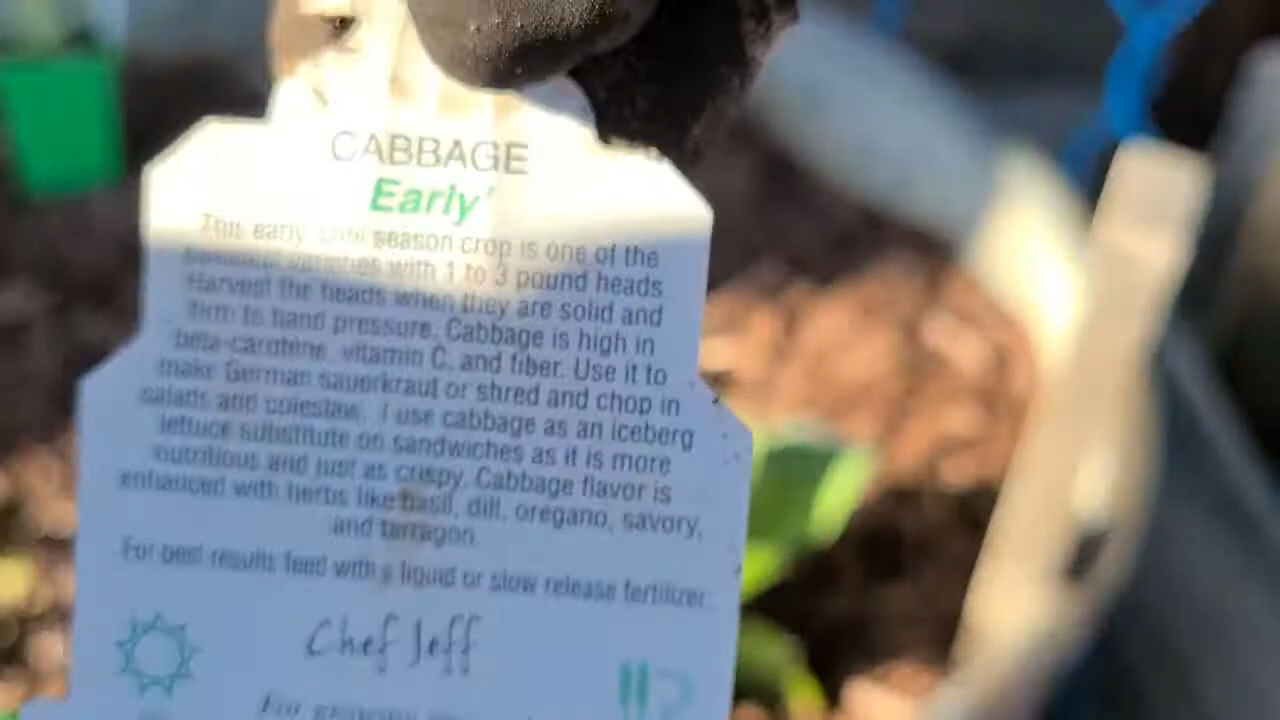 CABBAGE
Early'
This early season crop is one of the
varieties with 1 to 3 pound heads
Harvest the heads when they are solid and
firm to hand pressure. Cabbage is high in
beta-carotene, vitamin C, and fiber. Use it to
make German sauerkraut or shred and chop in
salads and coleslaw. I use cabbage as an iceberg
lettuce substitute on sandwiches as it is more
nutritious and just as crispy. Cabbage flavor is
enhanced with herbs like basil, dill, oregano, savory,
and tarragon.
For best results feed with a liquid or slow release fertilizer
Chef Jeff
For